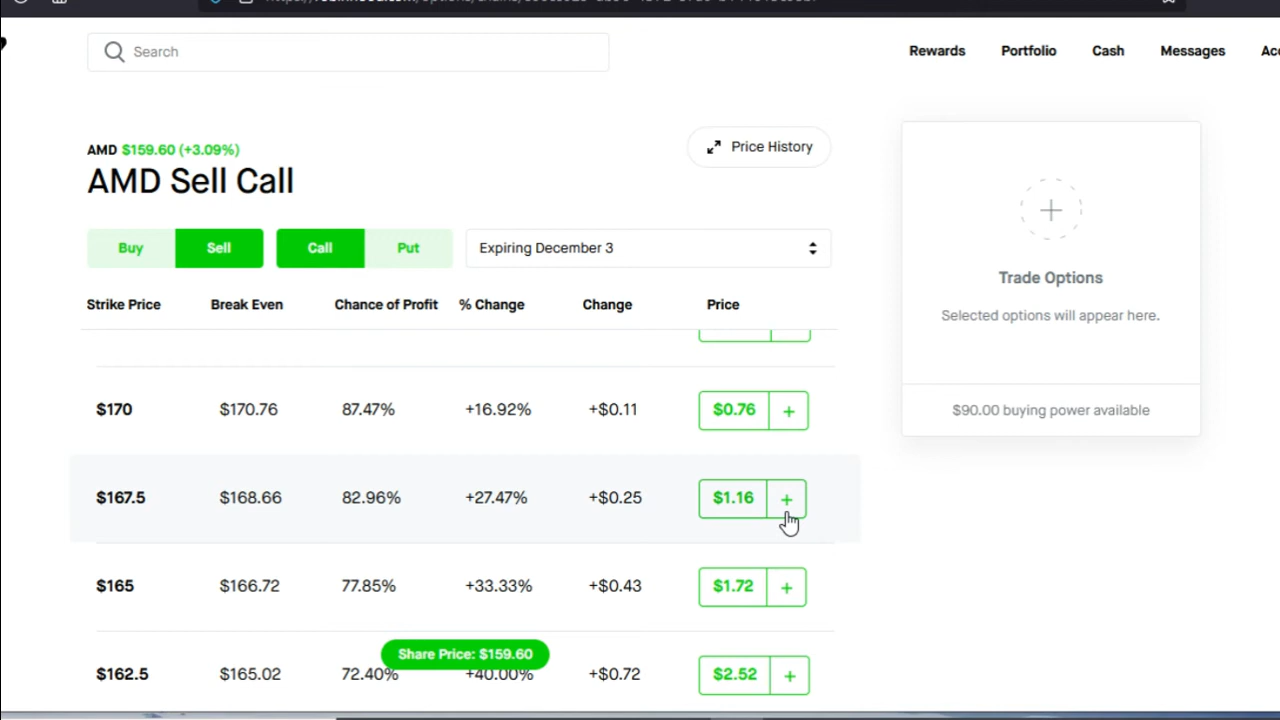 Search
Rewards Portfolio Cash Messages
AMD $159.60 (+3.09%)
AMD Sell Call
Price History
Buy Sell Call Put Expiring December 3
Strike Price Break Even Chance of Profit % Change Change Price
$170 $170.76 87.47% +16.92% +$0.11 $0.76 +
$167.5 $168.66 82.96% +27.47% +$0.25 $1.16 +
$165 $166.72 77.85% +33.33% +$0.43 $1.72 +
Share Price: $159.60
$162.5 $165.02 72.40% +40.00% +$0.72 $2.52 +
+
Trade Options
Selected options will appear here.
$90.00 buying power available